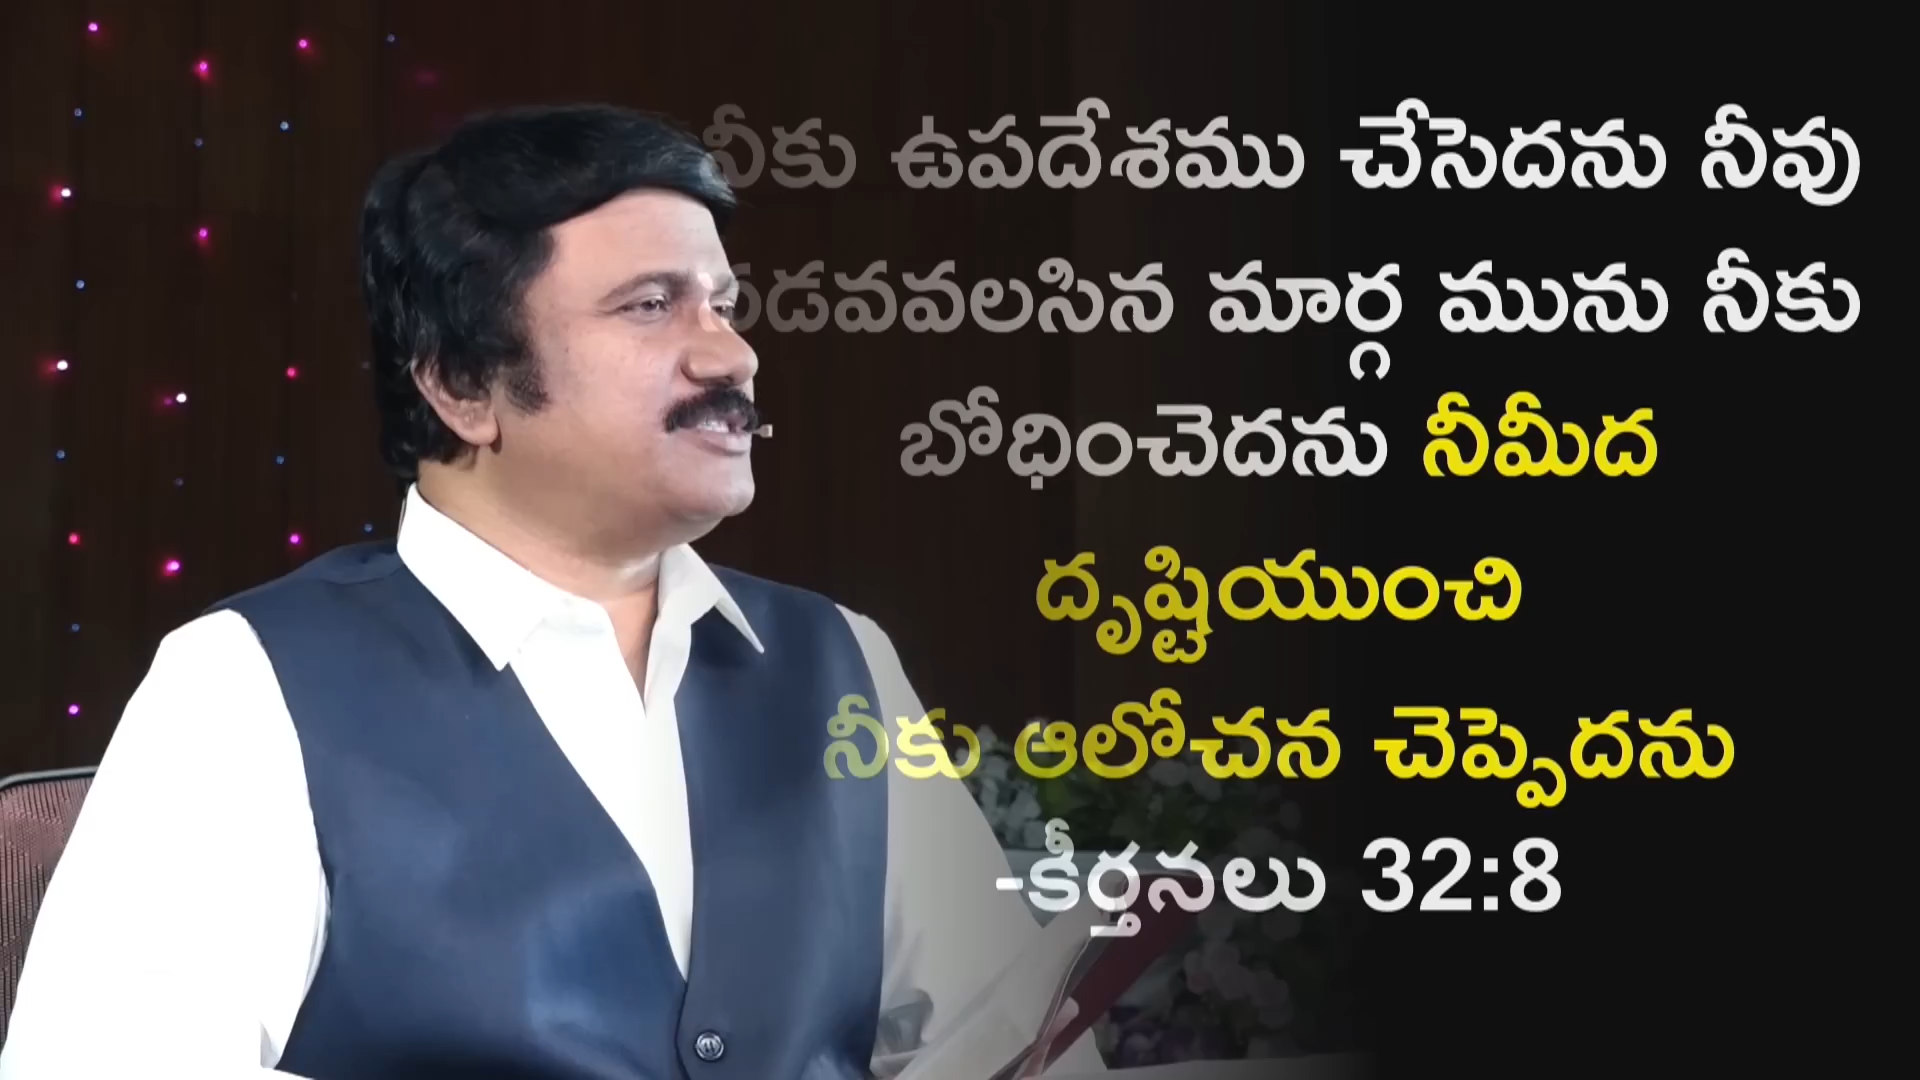 నీకు ఉపదేశము చేసెదను నీవు
నడవవలసిన మార్గ మును నీకు
బోధించెదను నీమీద
దృష్టియుంచి
నీకు ఆలోచన చెప్పెదను
-కీర్తనలు 32:8